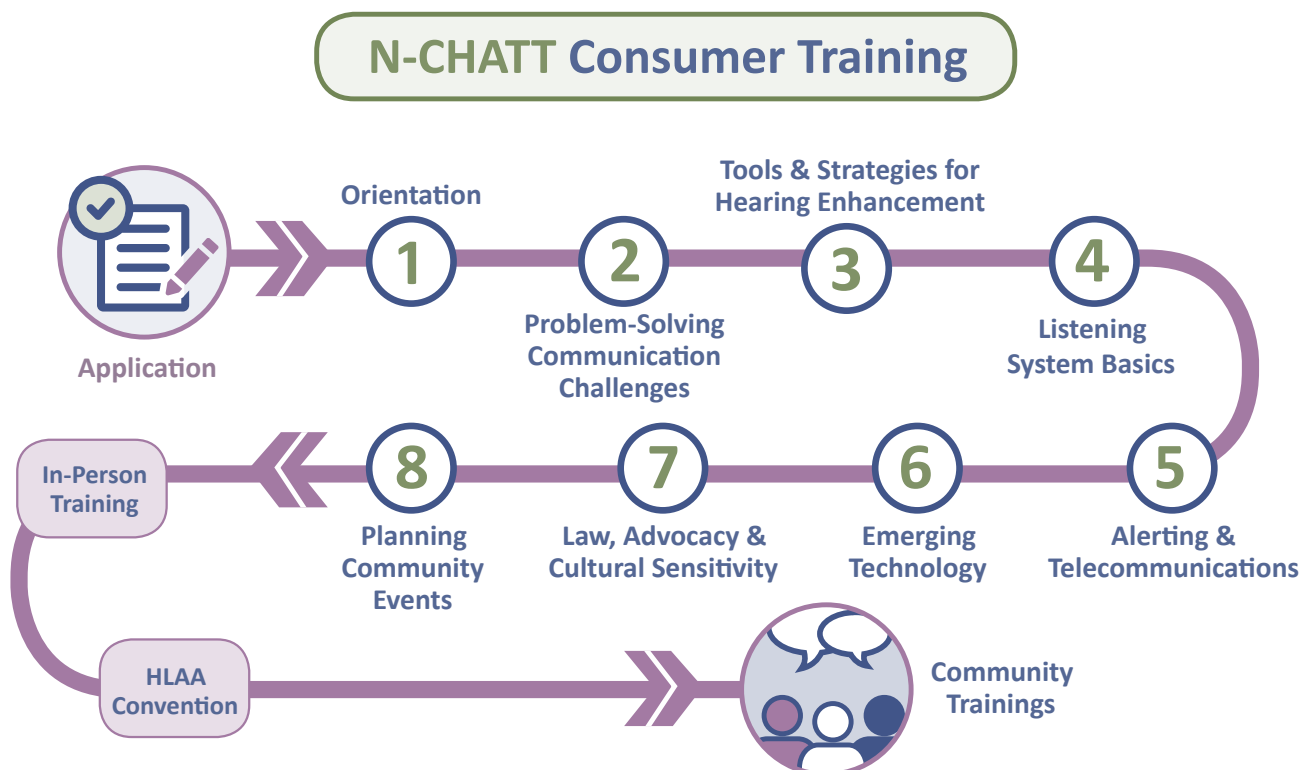 N-CHATT Consumer Training
Application
Orientation
1
2
Problem-Solving
Communication
Challenges
Tools & Strategies for
Hearing Enhancement
3
4
Listening
System Basics
5
Alerting &
Telecommunications
6
Emerging
Technology
7
Law, Advocacy &
Cultural Sensitivity
8
Planning
Community
Events
In-Person
Training
HLAA
Convention
Community
Trainings